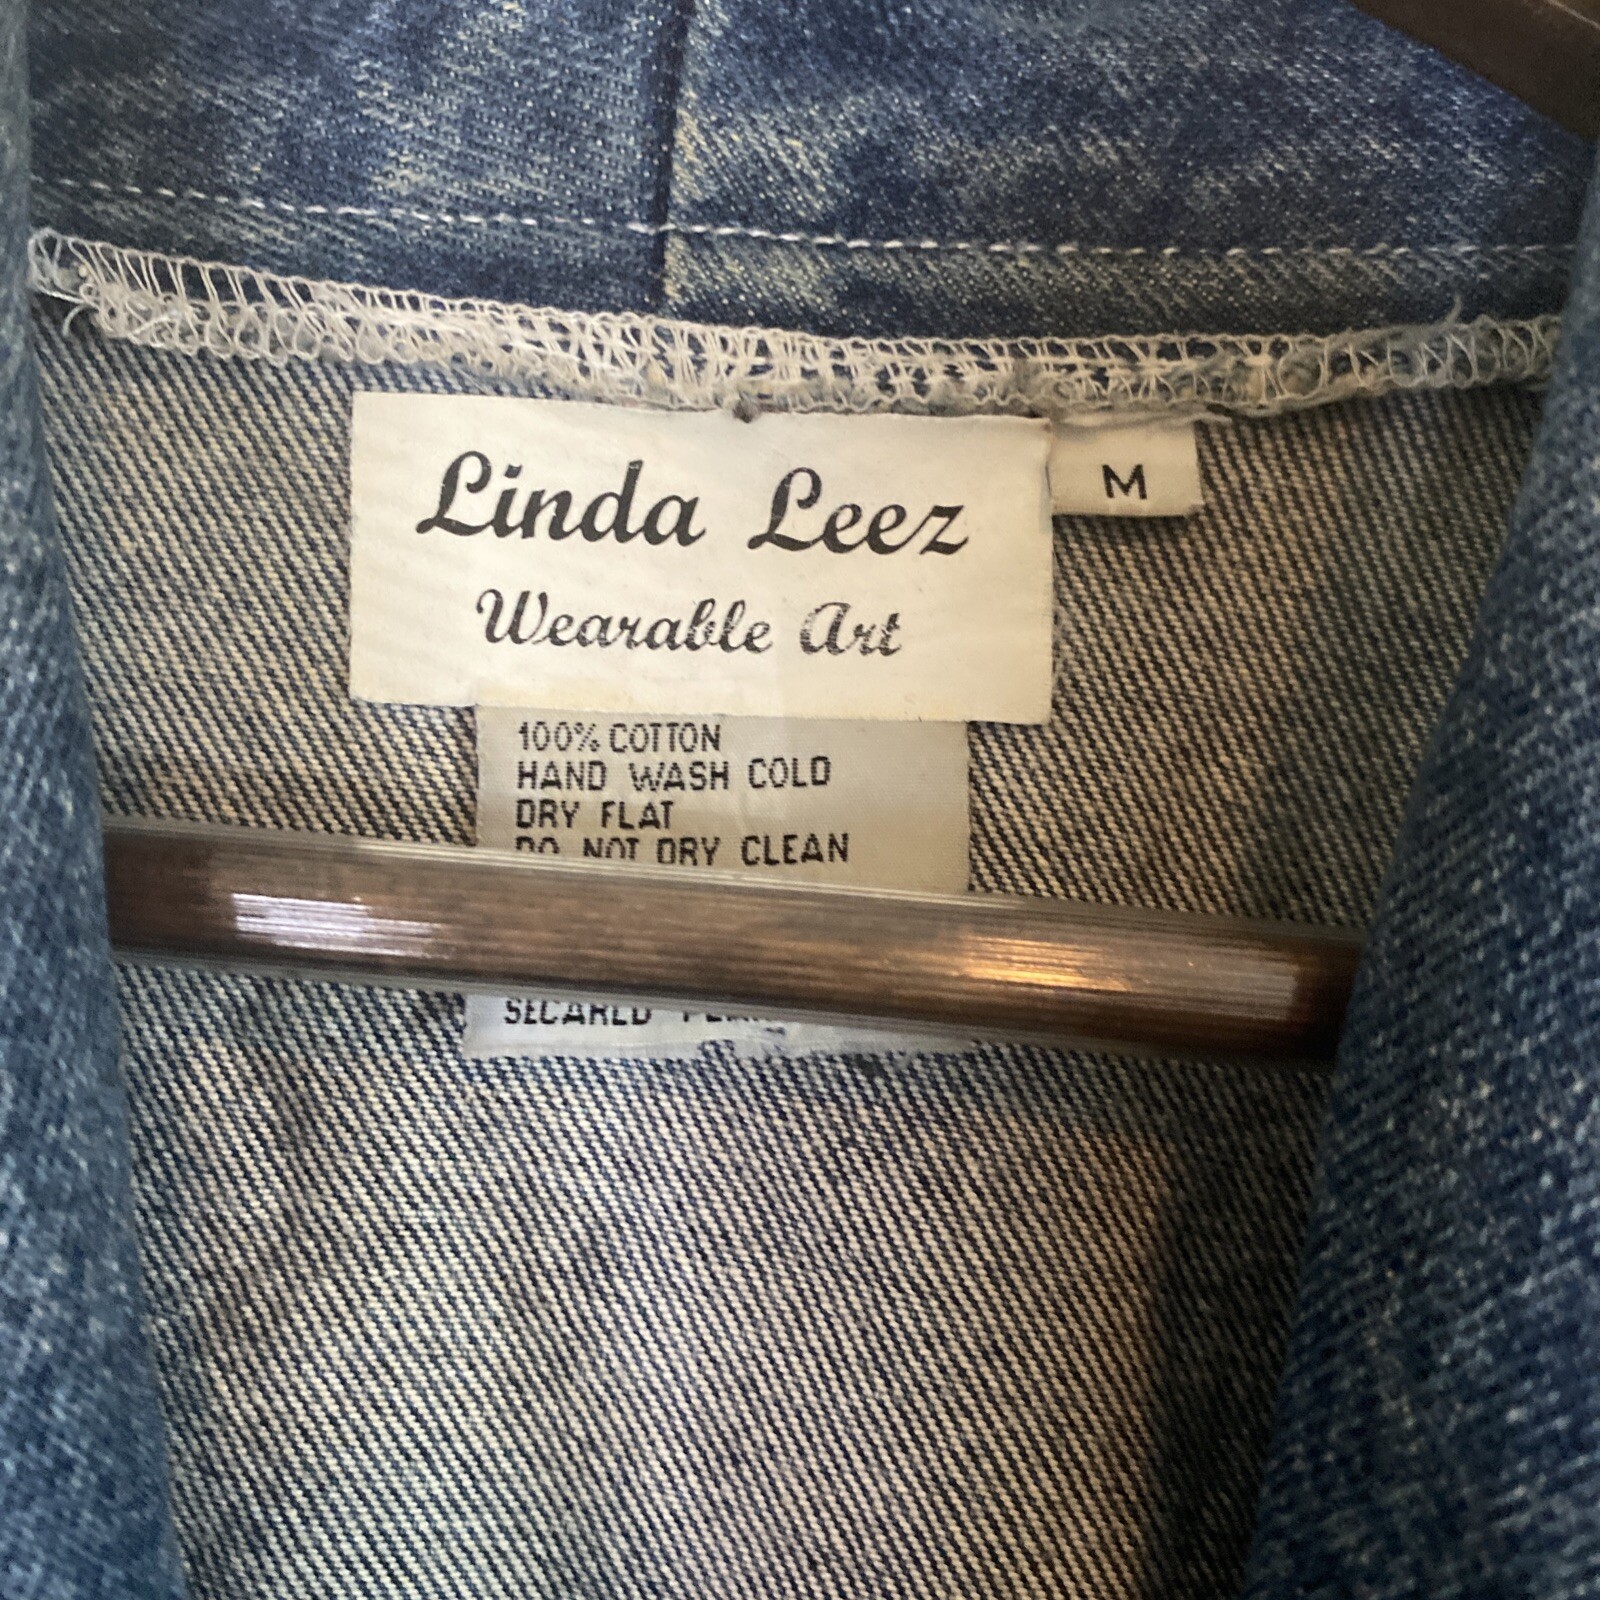 Linda Leez
M
Wearable Art
100% COTTON
HAND WASH COLD
DRY FLAT
DO NOT DRY CLEAN